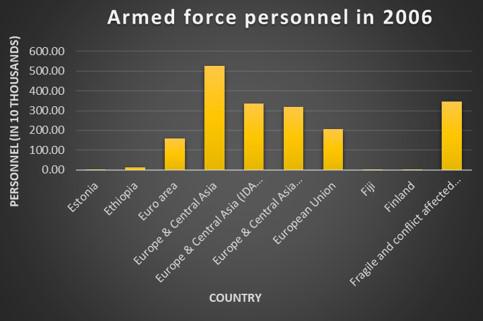 Armed force personnel in 2006
PERSONNEL (IN 10 THOUSANDS)
600.00
500.00
400.00
300.00
200.00
100.00
0.00
Estonia
Ethiopia
Euro area
Europe & Central Asia
Europe & Central Asia (IDA...
Europe & Central Asia...
European Union
Fiji
Finland
Fragile and conflict affected...
COUNTRY